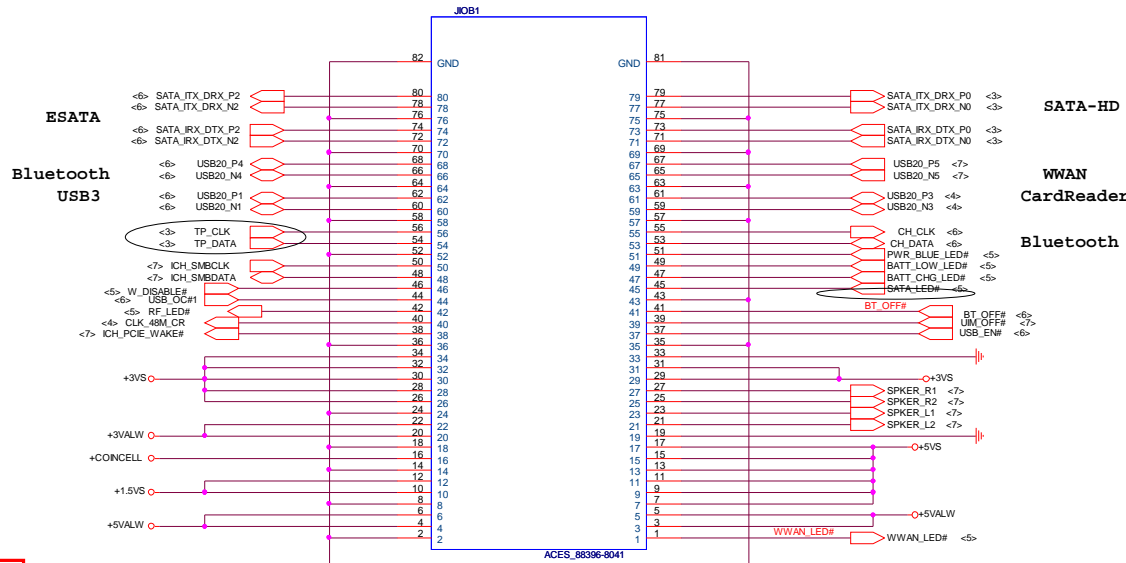 JIOB1
82 GND GND 81
<6> SATA_ITX_DRX_P2 80 80 79 79 SATA_ITX_DRX_P0 <3>
<6> SATA_ITX_DRX_N2 78 78 77 77 SATA_ITX_DRX_N0 <3>
ESATA 76 76 75 75 SATA-HD
<6> SATA_IRX_DTX_P2 74 74 73 73 SATA_IRX_DTX_P0 <3>
<6> SATA_IRX_DTX_N2 72 72 71 71 SATA_IRX_DTX_N0 <3>
70 70 69 69
Bluetooth <6> USB20_P4 68 68 67 67 USB20_P5 <7> WWAN
<6> USB20_N4 66 66 65 65 USB20_N5 <7>
USB3 64 64 63 63 CardReader
<6> USB20_P1 62 62 61 61 USB20_P3 <4>
<6> USB20_N1 60 60 59 59 USB20_N3 <4>
58 58 57 57
<3> TP_CLK 56 56 55 55 CH_CLK <6>
<3> TP_DATA 54 54 53 53 CH_DATA <6> Bluetooth
52 52 51 51 PWR_BLUE_LED# <5>
<7> ICH_SMBCLK 50 50 49 49 BATT_LOW_LED# <5>
<7> ICH_SMBDATA 48 48 47 47 BATT_CHG_LED# <5>
<5> W_DISABLE# 46 46 45 45 SATA_LED# <5>
<6> USB_OC#1 44 44 43 43
<5> RF_LED# 42 42 41 41 BT_OFF# BT_OFF# <6>
<4> CLK_48M_CR 40 40 39 39 UIM_OFF# <7>
<7> ICH_PCIE_WAKE# 38 38 37 37 USB_EN# <6>
36 36 35 35
34 34 33 33
32 32 31 31
+3VS 30 30 29 29 +3VS
28 28 27 27 SPKER_R1 <7>
26 26 25 25 SPKER_R2 <7>
24 24 23 23 SPKER_L1 <7>
22 22 21 21 SPKER_L2 <7>
+3VALW 20 20 19 19
18 18 17 17 +5VS
+COINCELL 16 16 15 15
14 14 13 13
12 12 11 11
+1.5VS 10 10 9 9
8 8 7 7
6 6 5 5 +5VALW
+5VALW 4 4 3 3
2 2 1 1 WWAN_LED# WWAN_LED# <5>
ACES_88396-8041